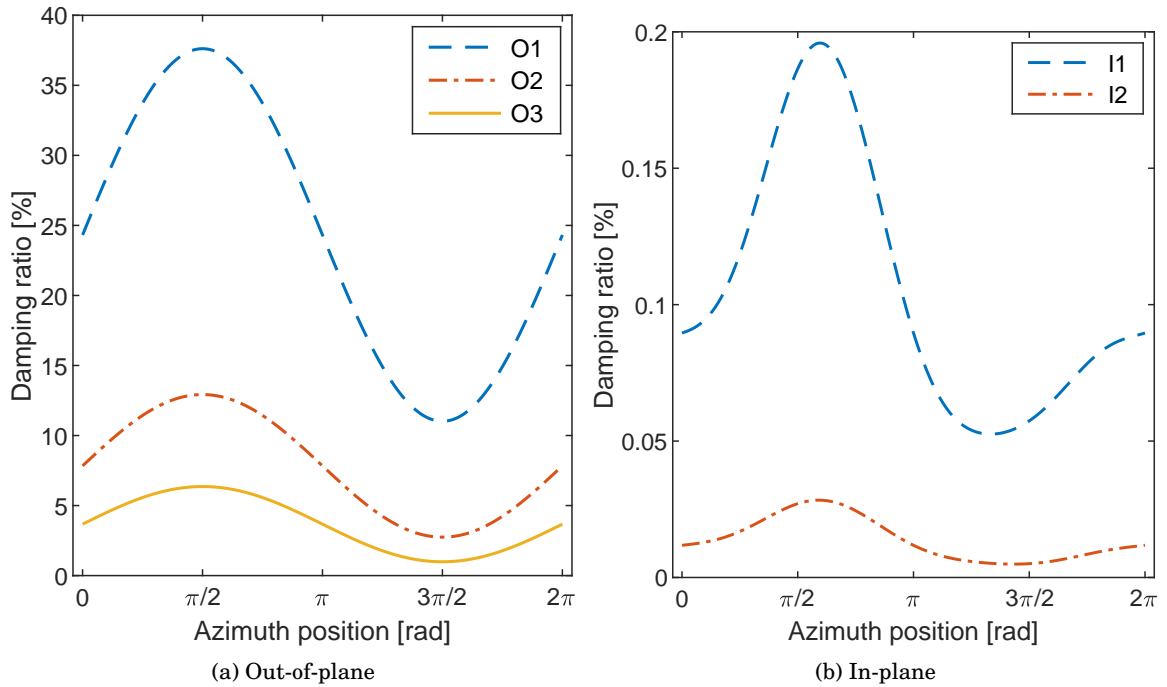 40
35
30
25
20
15
10
5
0
Damping ratio [%]
O1
O2
O3
0
π/2
π
3π/2
2π
Azimuth position [rad]
(a) Out-of-plane
0.2
0.15
0.1
0.05
0
Damping ratio [%]
I1
I2
0
π/2
π
3π/2
2π
Azimuth position [rad]
(b) In-plane